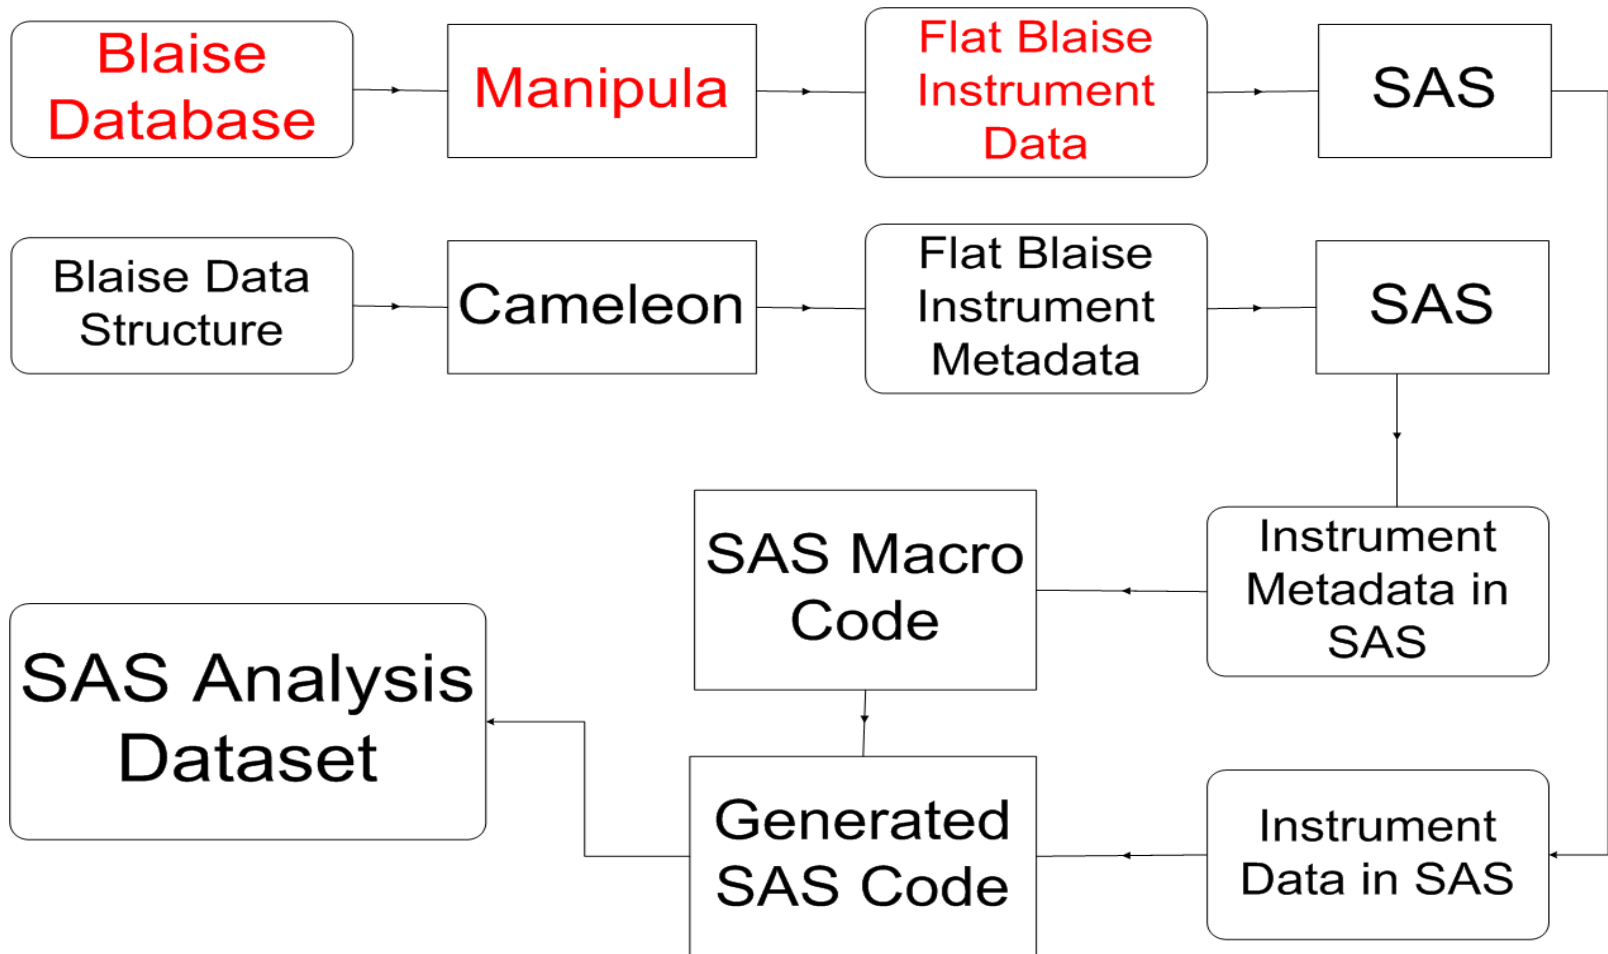 Blaise
Database
Manipula
Flat Blaise
Instrument
Data
SAS
Blaise Data
Structure
Cameleon
Flat Blaise
Instrument
Metadata
SAS
SAS Macro
Code
Instrument
Metadata in
SAS
SAS Analysis
Dataset
Generated
SAS Code
Instrument
Data in SAS